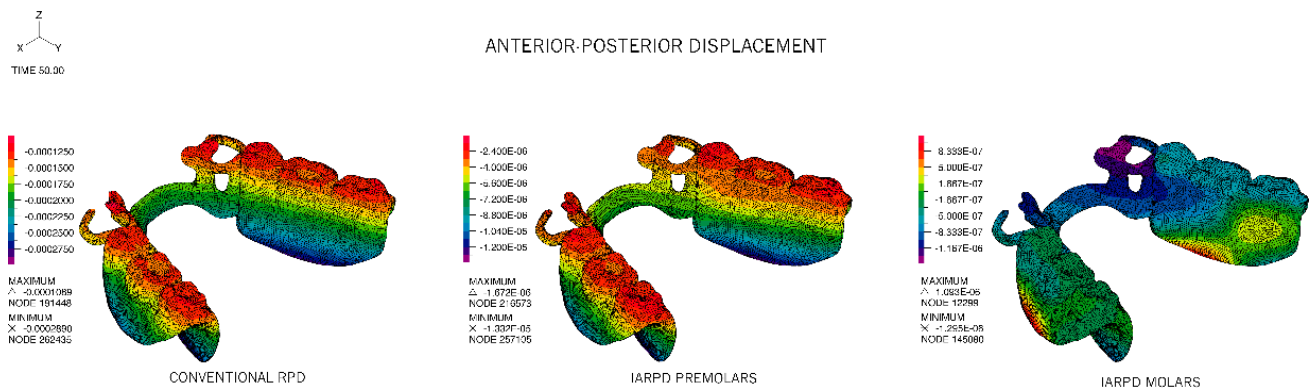 Z
X Y
TIME 50.00
ANTERIOR-POSTERIOR DISPLACEMENT
-0.0001250
-0.0001500
-0.0001750
-0.0002000
-0.0002250
-0.0002500
-0.0002750
MAXIMUM
△ -0.0001089
NODE 191448
MINIMUM
× -0.0002890
NODE 262435
CONVENTIONAL RPD
-2.400E-06
-4.000E-06
-5.600E-06
-7.200E-06
-8.800E-06
-1.040E-05
-1.200E-05
MAXIMUM
△ -1.672E-06
NODE 216573
MINIMUM
× -1.332E-05
NODE 257105
IARPD PREMOLARS
8.333E-07
5.000E-07
1.667E-07
-1.667E-07
-5.000E-07
-8.333E-07
-1.167E-06
MAXIMUM
△ 1.093E-06
NODE 12299
MINIMUM
× -1.295E-06
NODE 145080
IARPD MOLARS